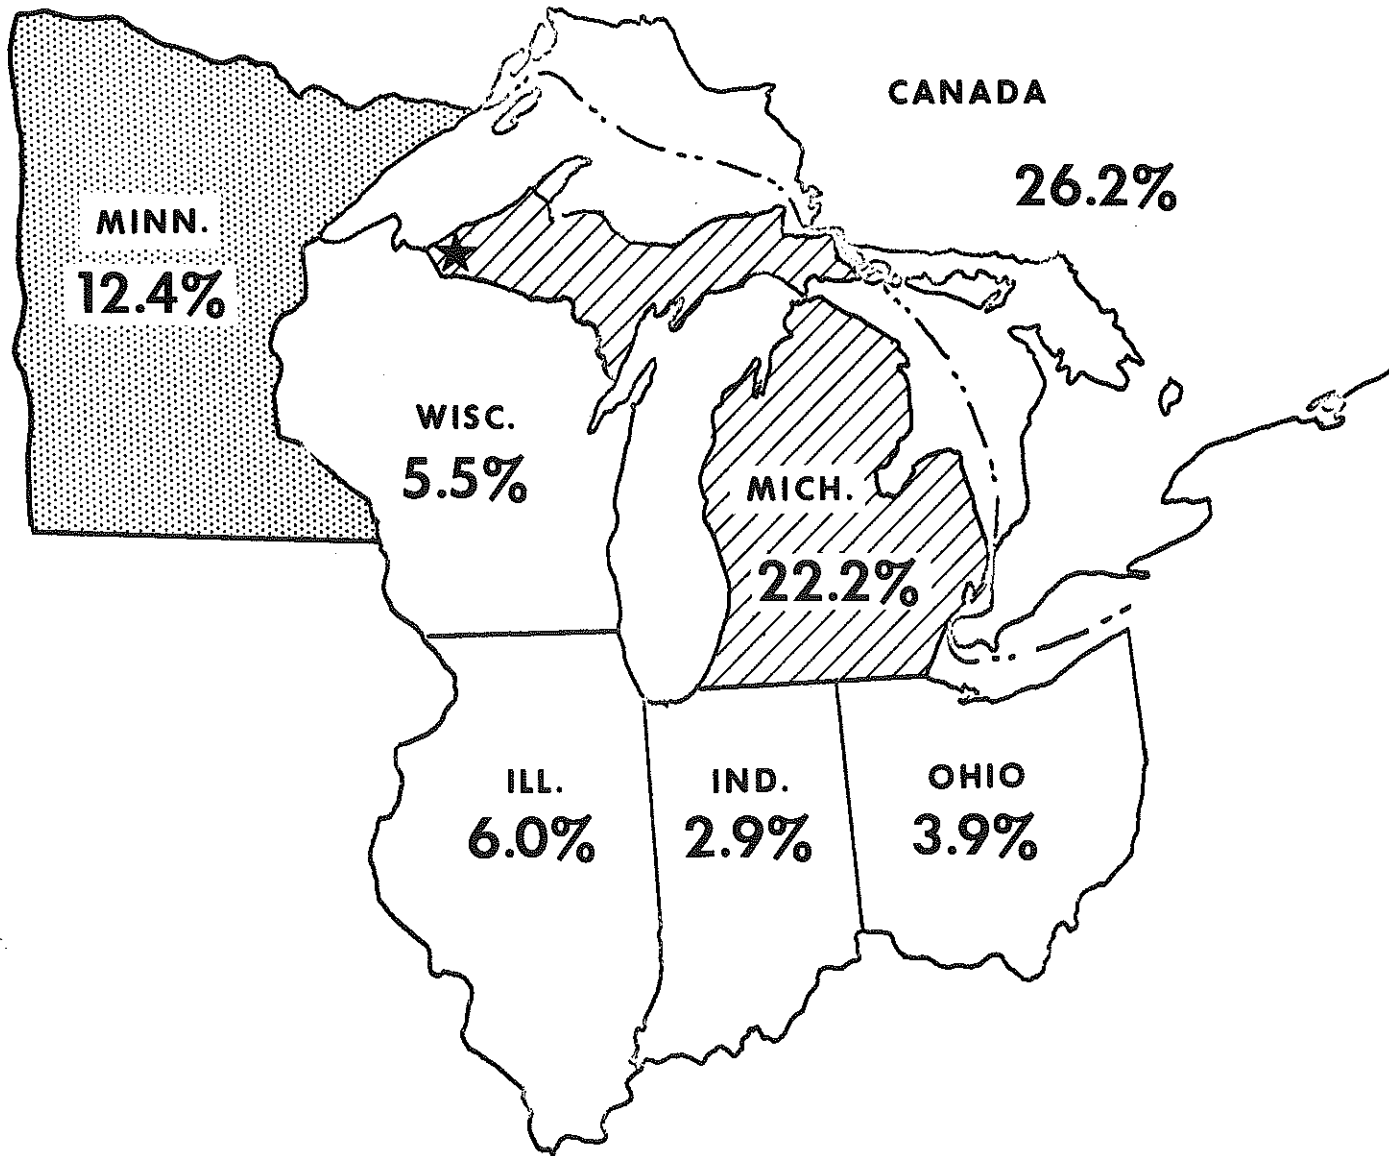 CANADA
26.2%
MINN.
12.4%
WISC.
5.5%
MICH.
22.2%
ILL.
6.0%
IND.
2.9%
OHIO
3.9%